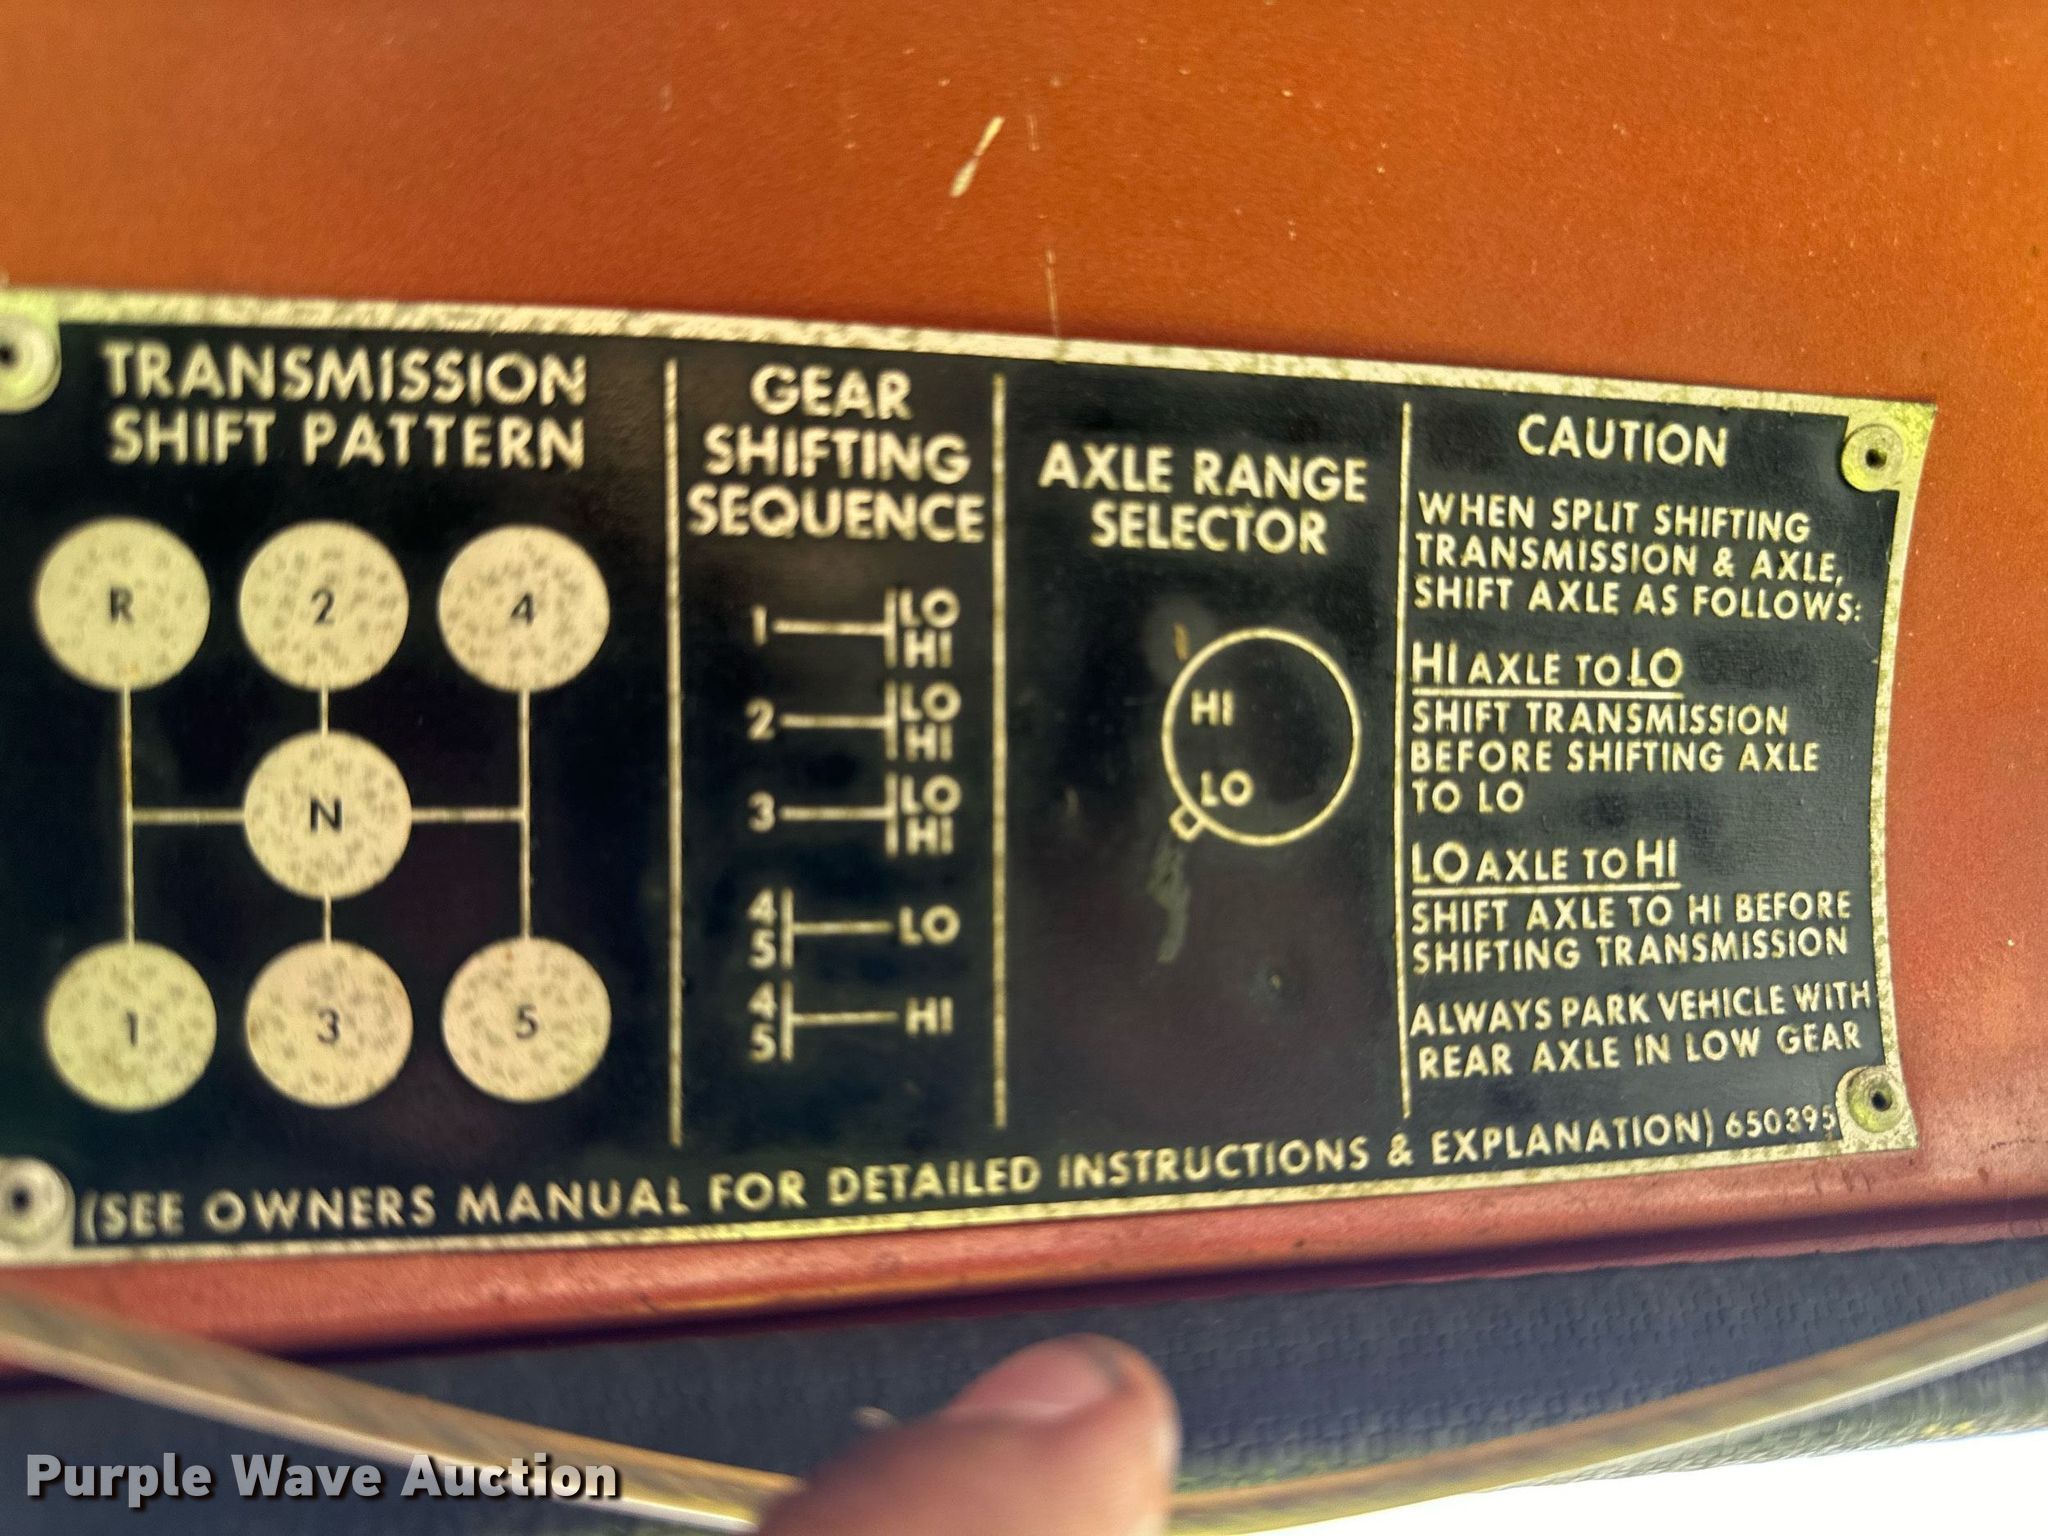 TRANSMISSION
SHIFT PATTERN
R 2 4
N
1 3 5
GEAR
SHIFTING
SEQUENCE
1 LO
HI
2 LO
HI
3 LO
HI
4
5 LO
4
5 HI
AXLE RANGE
SELECTOR
HI
LO
CAUTION
WHEN SPLIT SHIFTING
TRANSMISSION & AXLE,
SHIFT AXLE AS FOLLOWS:
HI AXLE TO LO
SHIFT TRANSMISSION
BEFORE SHIFTING AXLE
TO LO
LO AXLE TO HI
SHIFT AXLE TO HI BEFORE
SHIFTING TRANSMISSION
ALWAYS PARK VEHICLE WITH
REAR AXLE IN LOW GEAR
(SEE OWNERS MANUAL FOR DETAILED INSTRUCTIONS & EXPLANATION) 650395
Purple Wave Auction